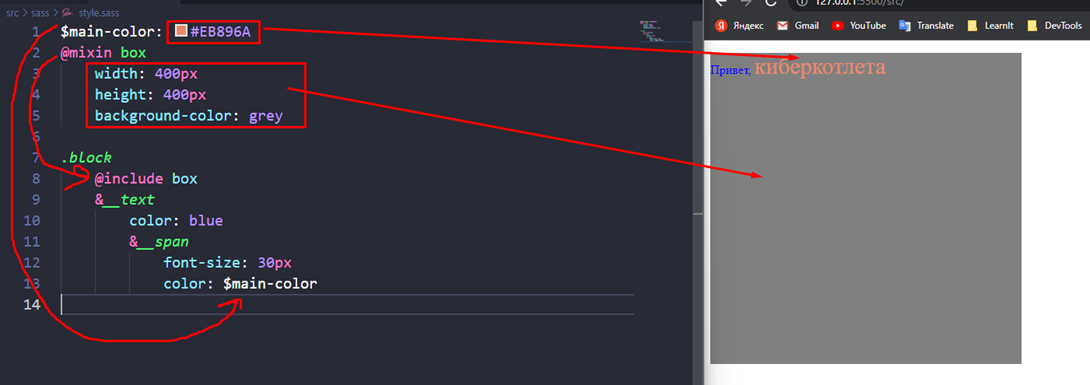 src > sass > style.sass
1 $main-color: #EB896A
2 @mixin box
3 width: 400px
4 height: 400px
5 background-color: grey
6
7 .block
8 @include box
9 &__text
10 color: blue
11 &__span
12 font-size: 30px
13 color: $main-color
14
127.0.0.1:5500/src/
Яндекс Gmail YouTube Translate LearnIt DevTools
Привет, киберкотлета